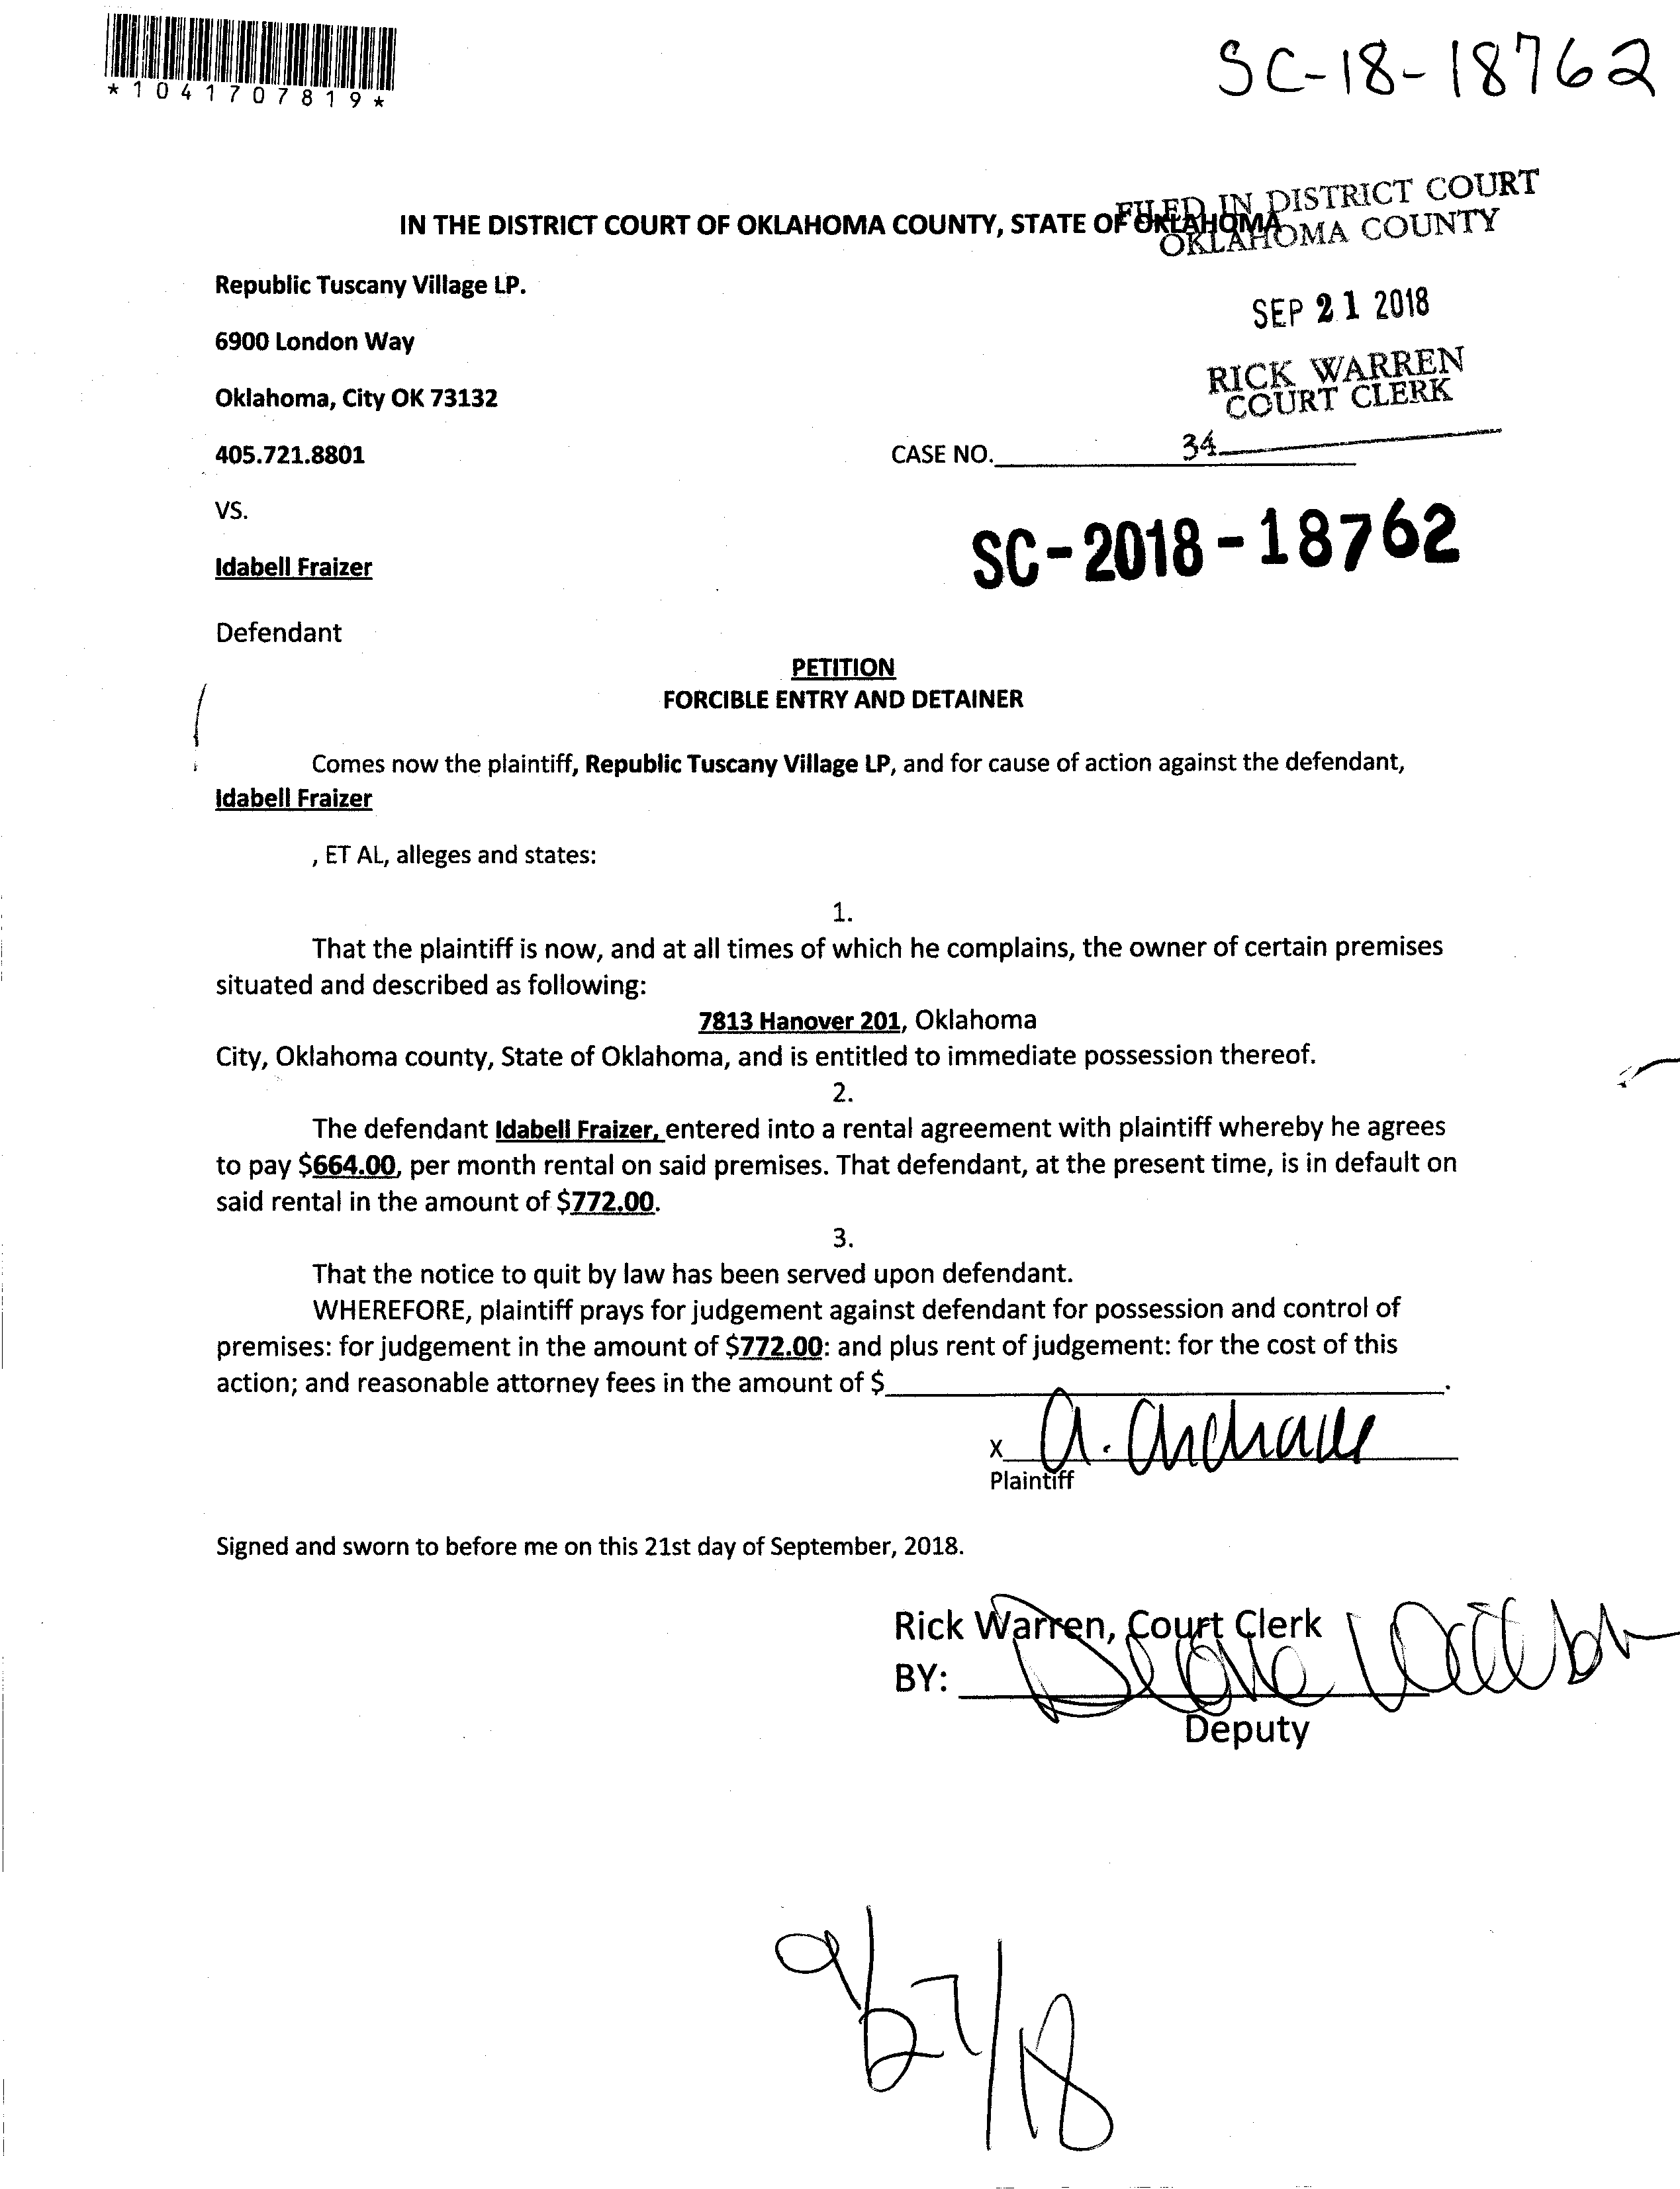 *1041707819*
SC-18-18762
FILED IN DISTRICT COURT
OKLAHOMA COUNTY
IN THE DISTRICT COURT OF OKLAHOMA COUNTY, STATE OF OKLAHOMA
Republic Tuscany Village LP.
SEP 21 2018
6900 London Way
RICK WARREN
COURT CLERK
Oklahoma, City OK 73132
34
405.721.8801
CASE NO.
VS.
SC-2018-18762
Idabell Fraizer
Defendant
PETITION
FORCIBLE ENTRY AND DETAINER
Comes now the plaintiff, Republic Tuscany Village LP, and for cause of action against the defendant,
Idabell Fraizer
, ET AL, alleges and states:
1.
That the plaintiff is now, and at all times of which he complains, the owner of certain premises
situated and described as following:
7813 Hanover 201, Oklahoma
City, Oklahoma county, State of Oklahoma, and is entitled to immediate possession thereof.
2.
The defendant Idabell Fraizer, entered into a rental agreement with plaintiff whereby he agrees
to pay $664.00, per month rental on said premises. That defendant, at the present time, is in default on
said rental in the amount of $772.00.
3.
That the notice to quit by law has been served upon defendant.
WHEREFORE, plaintiff prays for judgement against defendant for possession and control of
premises: for judgement in the amount of $772.00: and plus rent of judgement: for the cost of this
action; and reasonable attorney fees in the amount of $ .
X A.
Plaintiff
Signed and sworn to before me on this 21st day of September, 2018.
Rick Warren, Court Clerk
BY:
Deputy
9/27/18